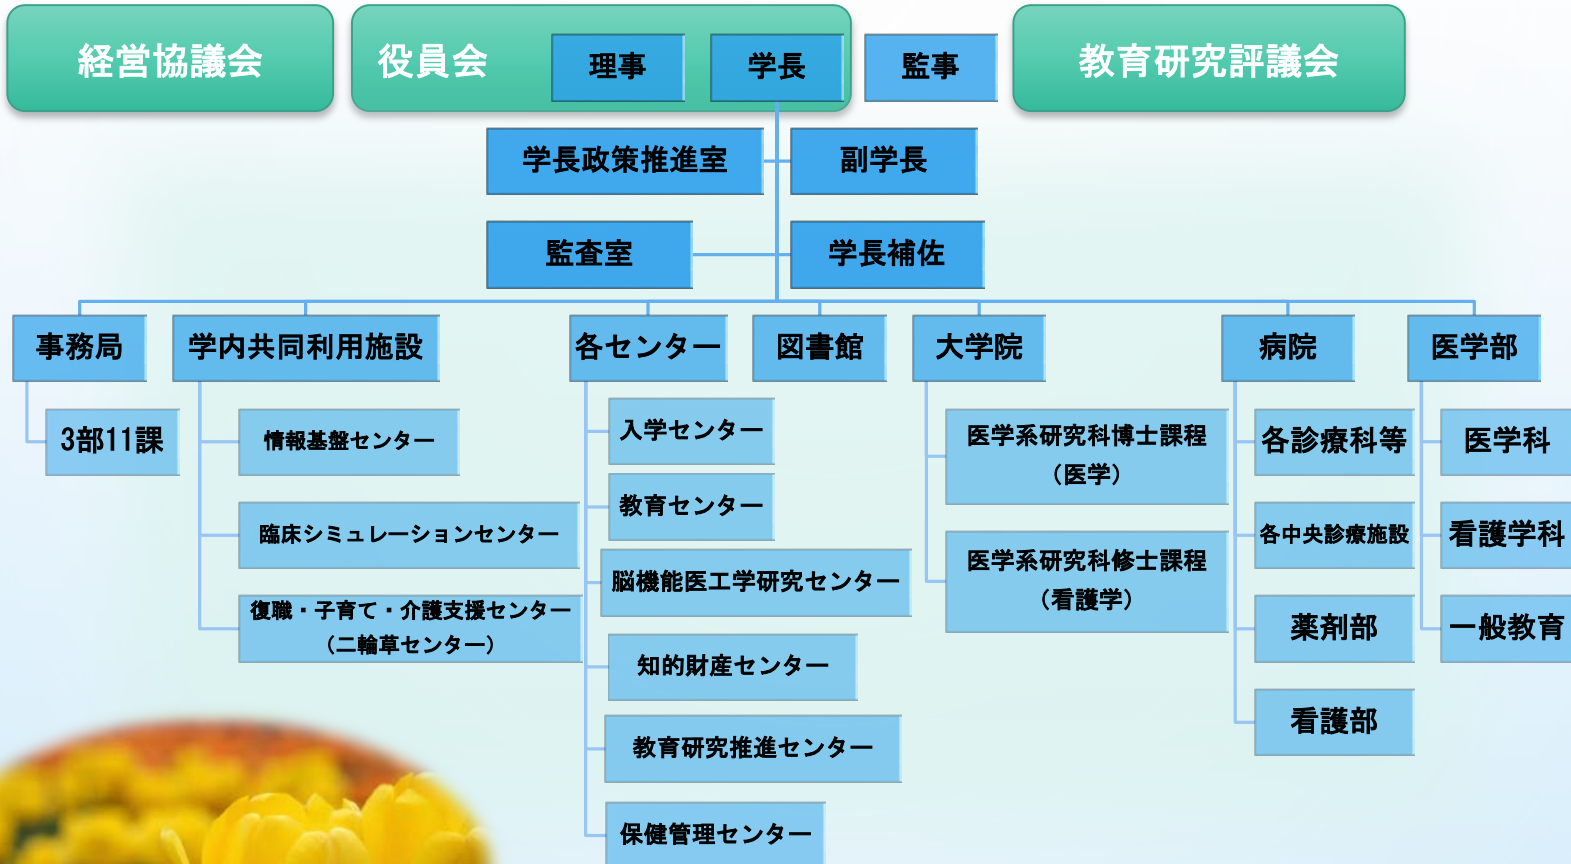 経営協議会
役員会
理事
学長
監事
教育研究評議会
学長政策推進室
副学長
監査室
学長補佐
事務局
3部11課
学内共同利用施設
情報基盤センター
臨床シミュレーションセンター
復職・子育て・介護支援センター
（二輪草センター）
各センター
入学センター
教育センター
脳機能医工学研究センター
知的財産センター
教育研究推進センター
保健管理センター
図書館
大学院
医学系研究科博士課程
（医学）
医学系研究科修士課程
（看護学）
病院
各診療科等
各中央診療施設
薬剤部
看護部
医学部
医学科
看護学科
一般教育